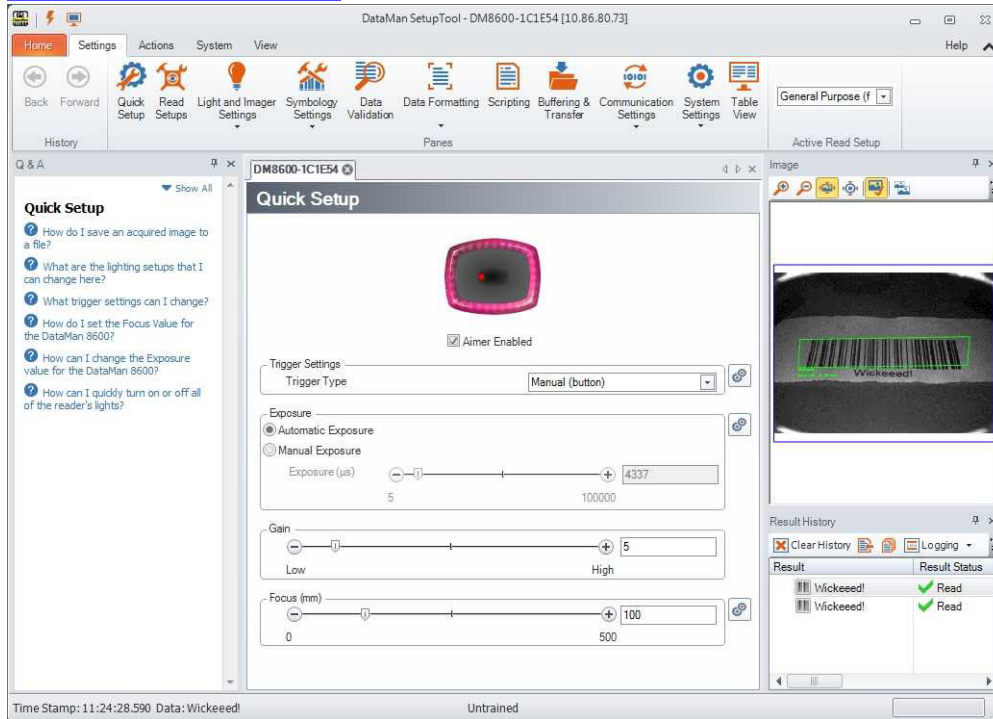 DataMan SetupTool - DM8600-1C1E54 [10.86.80.73]
Home Settings Actions System View Help
Back Forward
History
Quick Setup
Read Setups
Light and Imager Settings
Symbology Settings
Data Validation
Data Formatting
Scripting
Buffering & Transfer
Communication Settings
System Settings
Table View
Panes
General Purpose (f
Active Read Setup
Q & A
Show All
Quick Setup
How do I save an acquired image to
a file?
What are the lighting setups that I
can change here?
What trigger settings can I change?
How do I set the Focus Value for
the DataMan 8600?
How can I change the Exposure
value for the DataMan 8600?
How can I quickly turn on or off all
of the reader's lights?
DM8600-1C1E54
Quick Setup
Aimer Enabled
Trigger Settings
Trigger Type Manual (button)
Exposure
Automatic Exposure
Manual Exposure
Exposure (µs) 4337
5 100000
Gain
5
Low High
Focus (mm)
100
0 500
Image
Wickeeed!
Result History
Clear History Logging
Result Result Status
Wickeeed! Read
Wickeeed! Read
Time Stamp: 11:24:28.590 Data: Wickeeed! Untrained